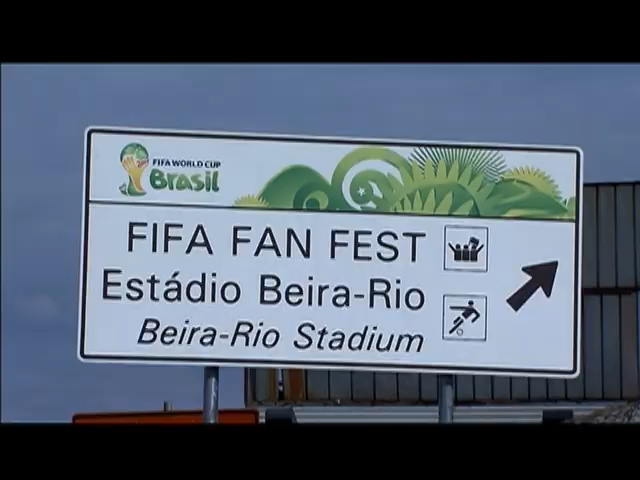 FIFA WORLD CUP
Brasil
FIFA FAN FEST
Estádio Beira-Rio
Beira-Rio Stadium